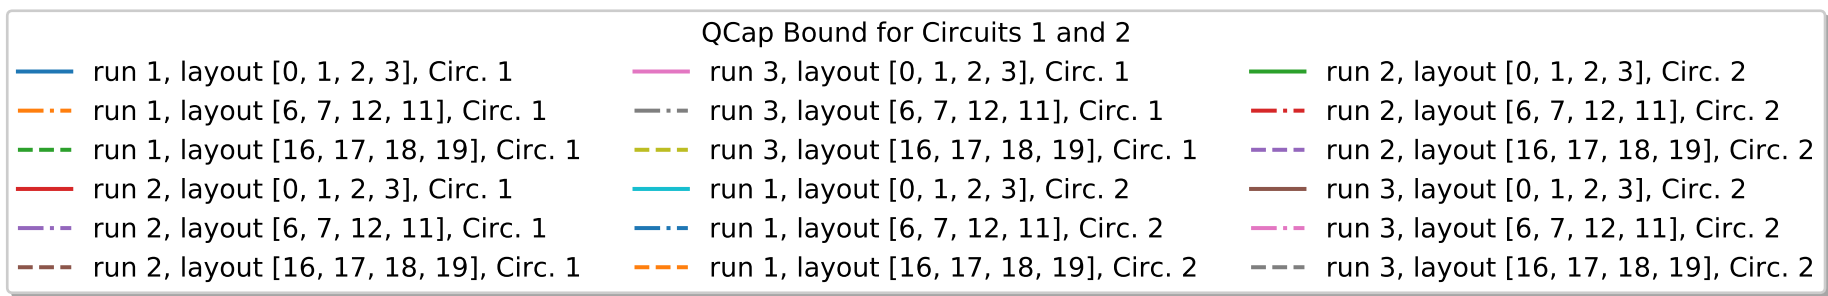 QCap Bound for Circuits 1 and 2
run 1, layout [0, 1, 2, 3], Circ. 1
run 1, layout [6, 7, 12, 11], Circ. 1
run 1, layout [16, 17, 18, 19], Circ. 1
run 2, layout [0, 1, 2, 3], Circ. 1
run 2, layout [6, 7, 12, 11], Circ. 1
run 2, layout [16, 17, 18, 19], Circ. 1
run 3, layout [0, 1, 2, 3], Circ. 1
run 3, layout [6, 7, 12, 11], Circ. 1
run 3, layout [16, 17, 18, 19], Circ. 1
run 1, layout [0, 1, 2, 3], Circ. 2
run 1, layout [6, 7, 12, 11], Circ. 2
run 1, layout [16, 17, 18, 19], Circ. 2
run 2, layout [0, 1, 2, 3], Circ. 2
run 2, layout [6, 7, 12, 11], Circ. 2
run 2, layout [16, 17, 18, 19], Circ. 2
run 3, layout [0, 1, 2, 3], Circ. 2
run 3, layout [6, 7, 12, 11], Circ. 2
run 3, layout [16, 17, 18, 19], Circ. 2